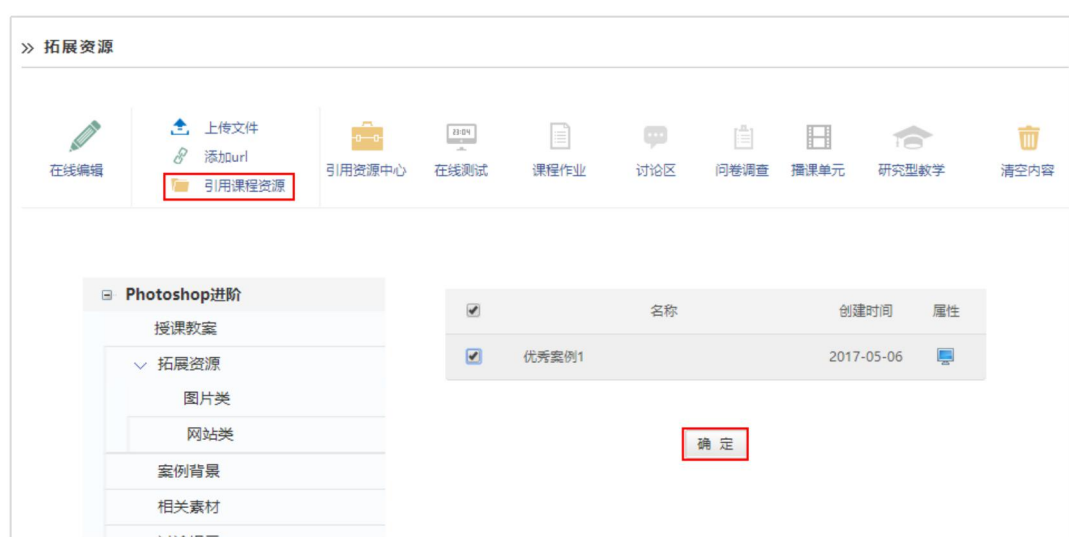 >> 拓展资源
上传文件
添加url
引用课程资源
在线编辑
引用资源中心
23:04
在线测试
课程作业
讨论区
问卷调查
播课单元
研究型教学
清空内容
Photoshop进阶
授课教案
拓展资源
图片类
网站类
案例背景
相关素材
名称 创建时间 属性
优秀案例1 2017-05-06
确 定